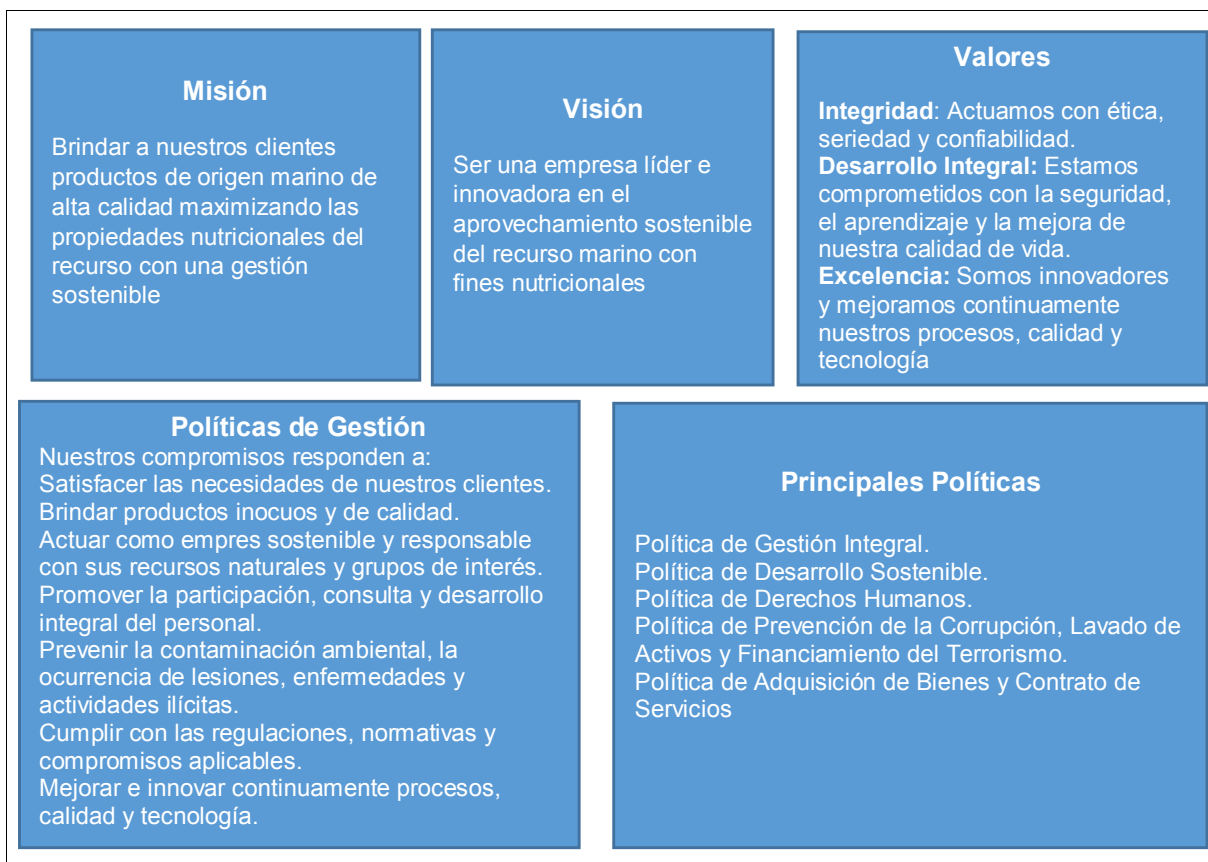 Misión
Brindar a nuestros clientes
productos de origen marino de
alta calidad maximizando las
propiedades nutricionales del
recurso con una gestión
sostenible
Visión
Ser una empresa líder e
innovadora en el
aprovechamiento sostenible
del recurso marino con
fines nutricionales
Valores
Integridad: Actuamos con ética,
seriedad y confiabilidad.
Desarrollo Integral: Estamos
comprometidos con la seguridad,
el aprendizaje y la mejora de
nuestra calidad de vida.
Excelencia: Somos innovadores
y mejoramos continuamente
nuestros procesos, calidad y
tecnología
Políticas de Gestión
Nuestros compromisos responden a:
Satisfacer las necesidades de nuestros clientes.
Brindar productos inocuos y de calidad.
Actuar como empres sostenible y responsable
con sus recursos naturales y grupos de interés.
Promover la participación, consulta y desarrollo
integral del personal.
Prevenir la contaminación ambiental, la
ocurrencia de lesiones, enfermedades y
actividades ilícitas.
Cumplir con las regulaciones, normativas y
compromisos aplicables.
Mejorar e innovar continuamente procesos,
calidad y tecnología.
Principales Políticas
Política de Gestión Integral.
Política de Desarrollo Sostenible.
Política de Derechos Humanos.
Política de Prevención de la Corrupción, Lavado de
Activos y Financiamiento del Terrorismo.
Política de Adquisición de Bienes y Contrato de
Servicios